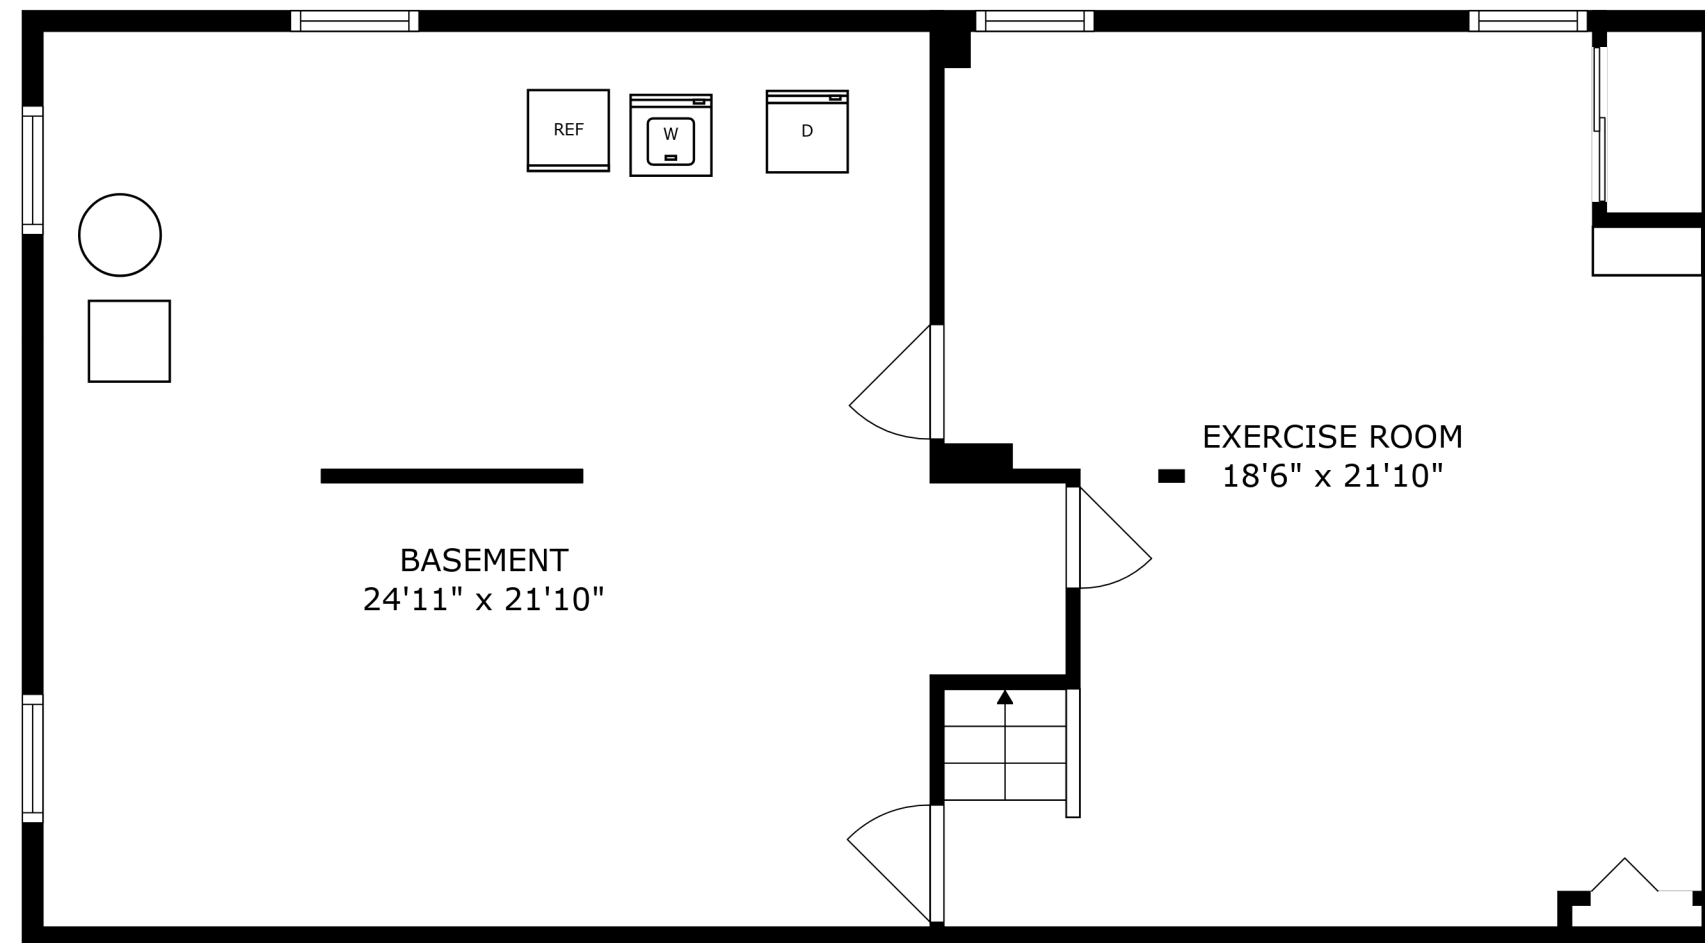 REF
W
D
EXERCISE ROOM
18'6" x 21'10"
BASEMENT
24'11" x 21'10"